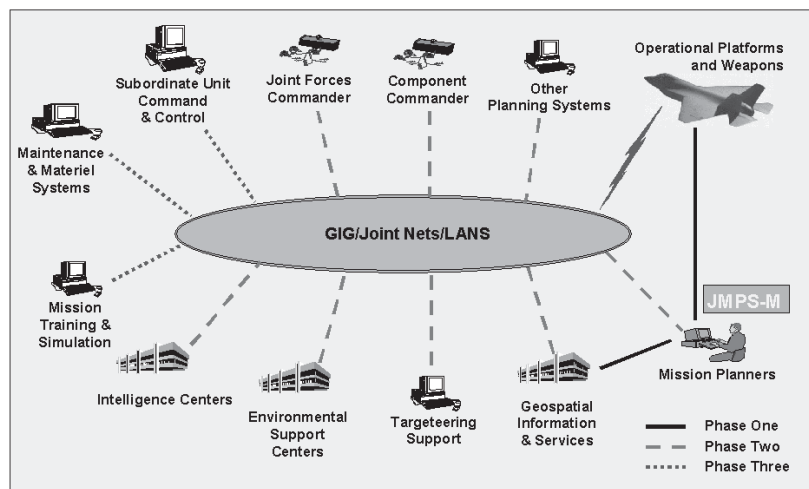 Subordinate Unit
Command
& Control
Joint Forces
Commander
Component
Commander
Other
Planning Systems
Operational Platforms
and Weapons
Maintenance
& Materiel
Systems
GIG/Joint Nets/LANS
Mission
Training &
Simulation
JMPS-M
Mission Planners
Intelligence Centers
Environmental
Support
Centers
Targeteering
Support
Geospatial
Information
& Services
Phase One
Phase Two
Phase Three